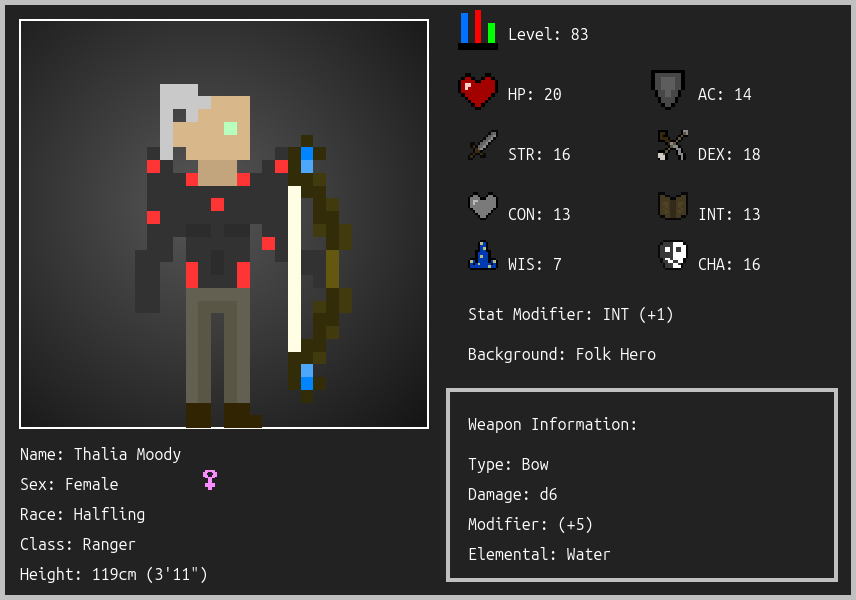 Level: 83
HP: 20
AC: 14
STR: 16
DEX: 18
CON: 13
INT: 13
WIS: 7
CHA: 16
Stat Modifier: INT (+1)
Background: Folk Hero
Weapon Information:
Type: Bow
Damage: d6
Modifier: (+5)
Elemental: Water
Name: Thalia Moody
Sex: Female
Race: Halfling
Class: Ranger
Height: 119cm (3'11")